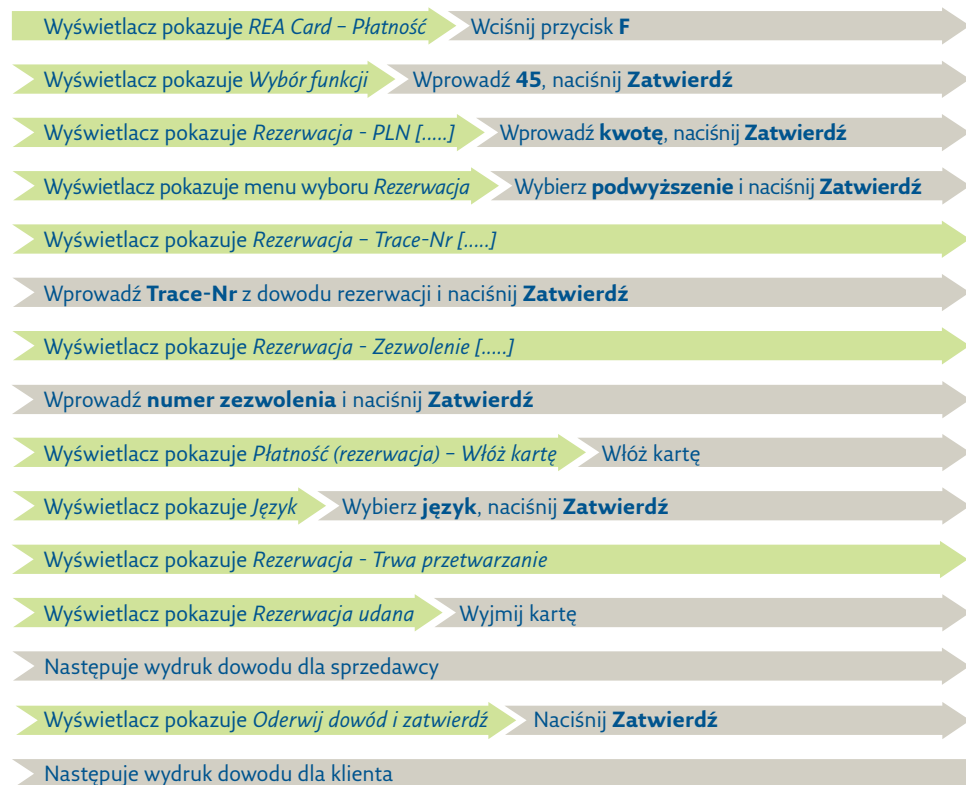 Wyświetlacz pokazuje REA Card – Płatność Wciśnij przycisk F
Wyświetlacz pokazuje Wybór funkcji Wprowadź 45, naciśnij Zatwierdź
Wyświetlacz pokazuje Rezerwacja - PLN [.....] Wprowadź kwotę, naciśnij Zatwierdź
Wyświetlacz pokazuje menu wyboru Rezerwacja Wybierz podwyższenie i naciśnij Zatwierdź
Wyświetlacz pokazuje Rezerwacja – Trace-Nr [.....]
Wprowadź Trace-Nr z dowodu rezerwacji i naciśnij Zatwierdź
Wyświetlacz pokazuje Rezerwacja - Zezwolenie [.....]
Wprowadź numer zezwolenia i naciśnij Zatwierdź
Wyświetlacz pokazuje Płatność (rezerwacja) – Włóż kartę Włóż kartę
Wyświetlacz pokazuje Język Wybierz język, naciśnij Zatwierdź
Wyświetlacz pokazuje Rezerwacja - Trwa przetwarzanie
Wyświetlacz pokazuje Rezerwacja udana Wyjmij kartę
Następuje wydruk dowodu dla sprzedawcy
Wyświetlacz pokazuje Oderwij dowód i zatwierdź Naciśnij Zatwierdź
Następuje wydruk dowodu dla klienta